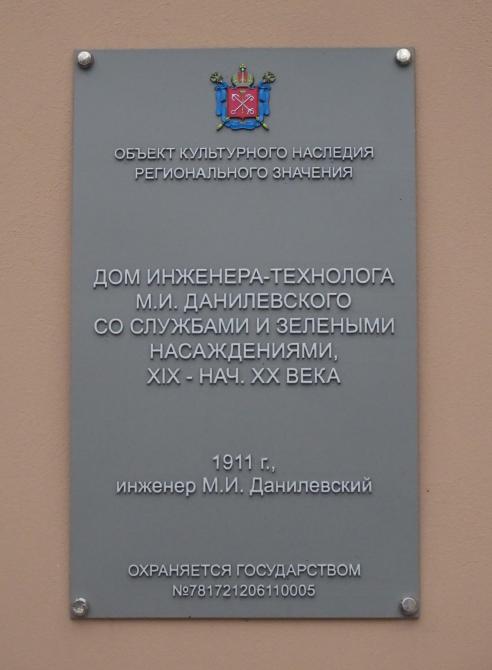 ОБЪЕКТ КУЛЬТУРНОГО НАСЛЕДИЯ
РЕГИОНАЛЬНОГО ЗНАЧЕНИЯ
ДОМ ИНЖЕНЕРА-ТЕХНОЛОГА
М.И. ДАНИЛЕВСКОГО
СО СЛУЖБАМИ И ЗЕЛЕНЫМИ
НАСАЖДЕНИЯМИ,
XIX - НАЧ. XX ВЕКА
1911 г.,
инженер М.И. Данилевский
ОХРАНЯЕТСЯ ГОСУДАРСТВОМ
№781721206110005